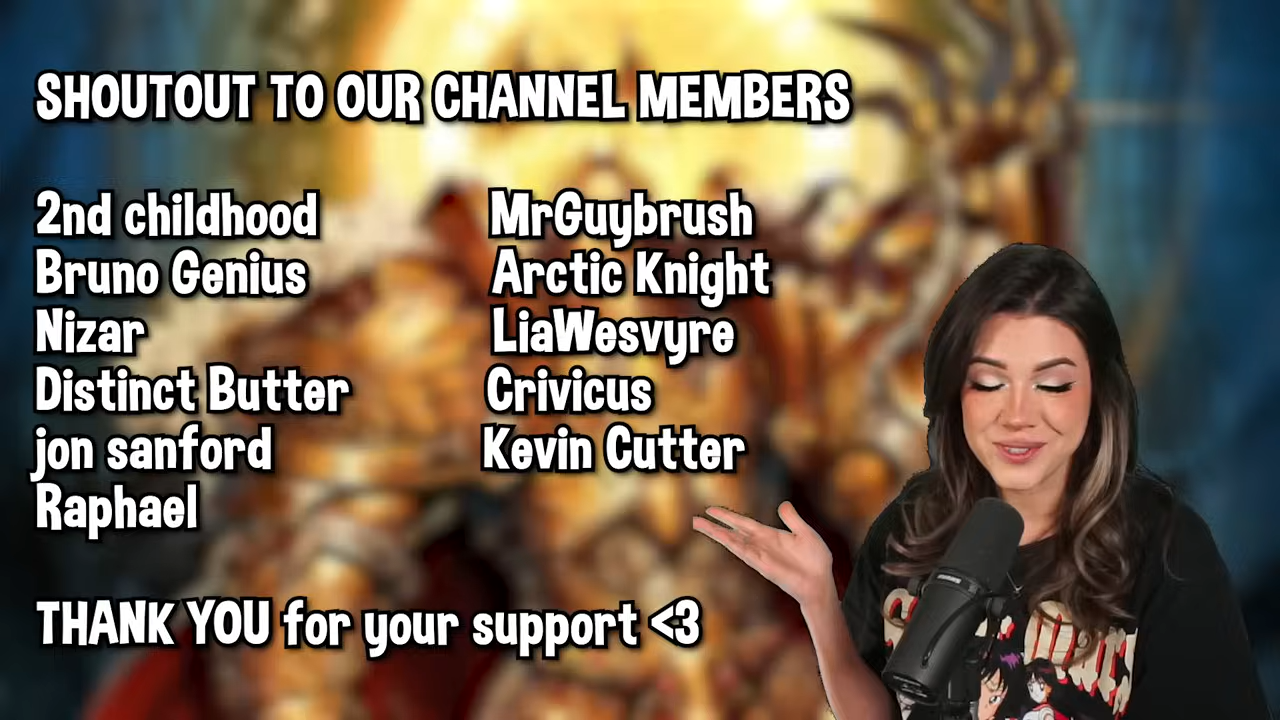 SHOUTOUT TO OUR CHANNEL MEMBERS
2nd childhood
Bruno Genius
Nizar
Distinct Butter
jon sanford
Raphael
MrGuybrush
Arctic Knight
LiaWesvyre
Crivicus
Kevin Cutter
THANK YOU for your support <3